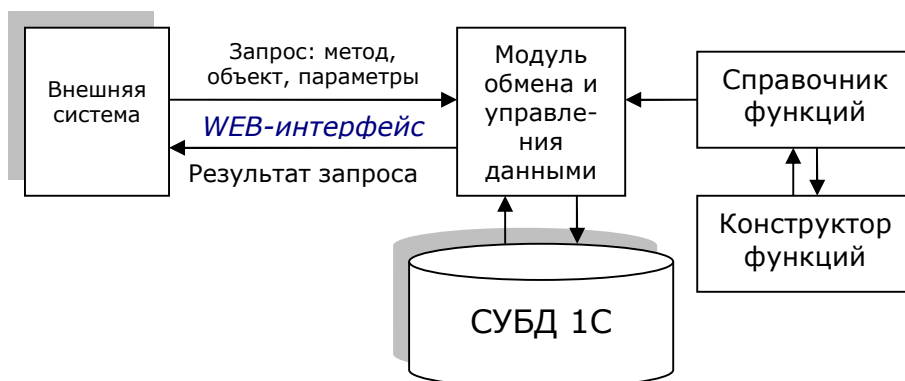 Внешняя
система
Запрос: метод,
объект, параметры
WEB-интерфейс
Результат запроса
Модуль
обмена и
управле-
ния
данными
Справочник
функций
Конструктор
функций
СУБД 1С